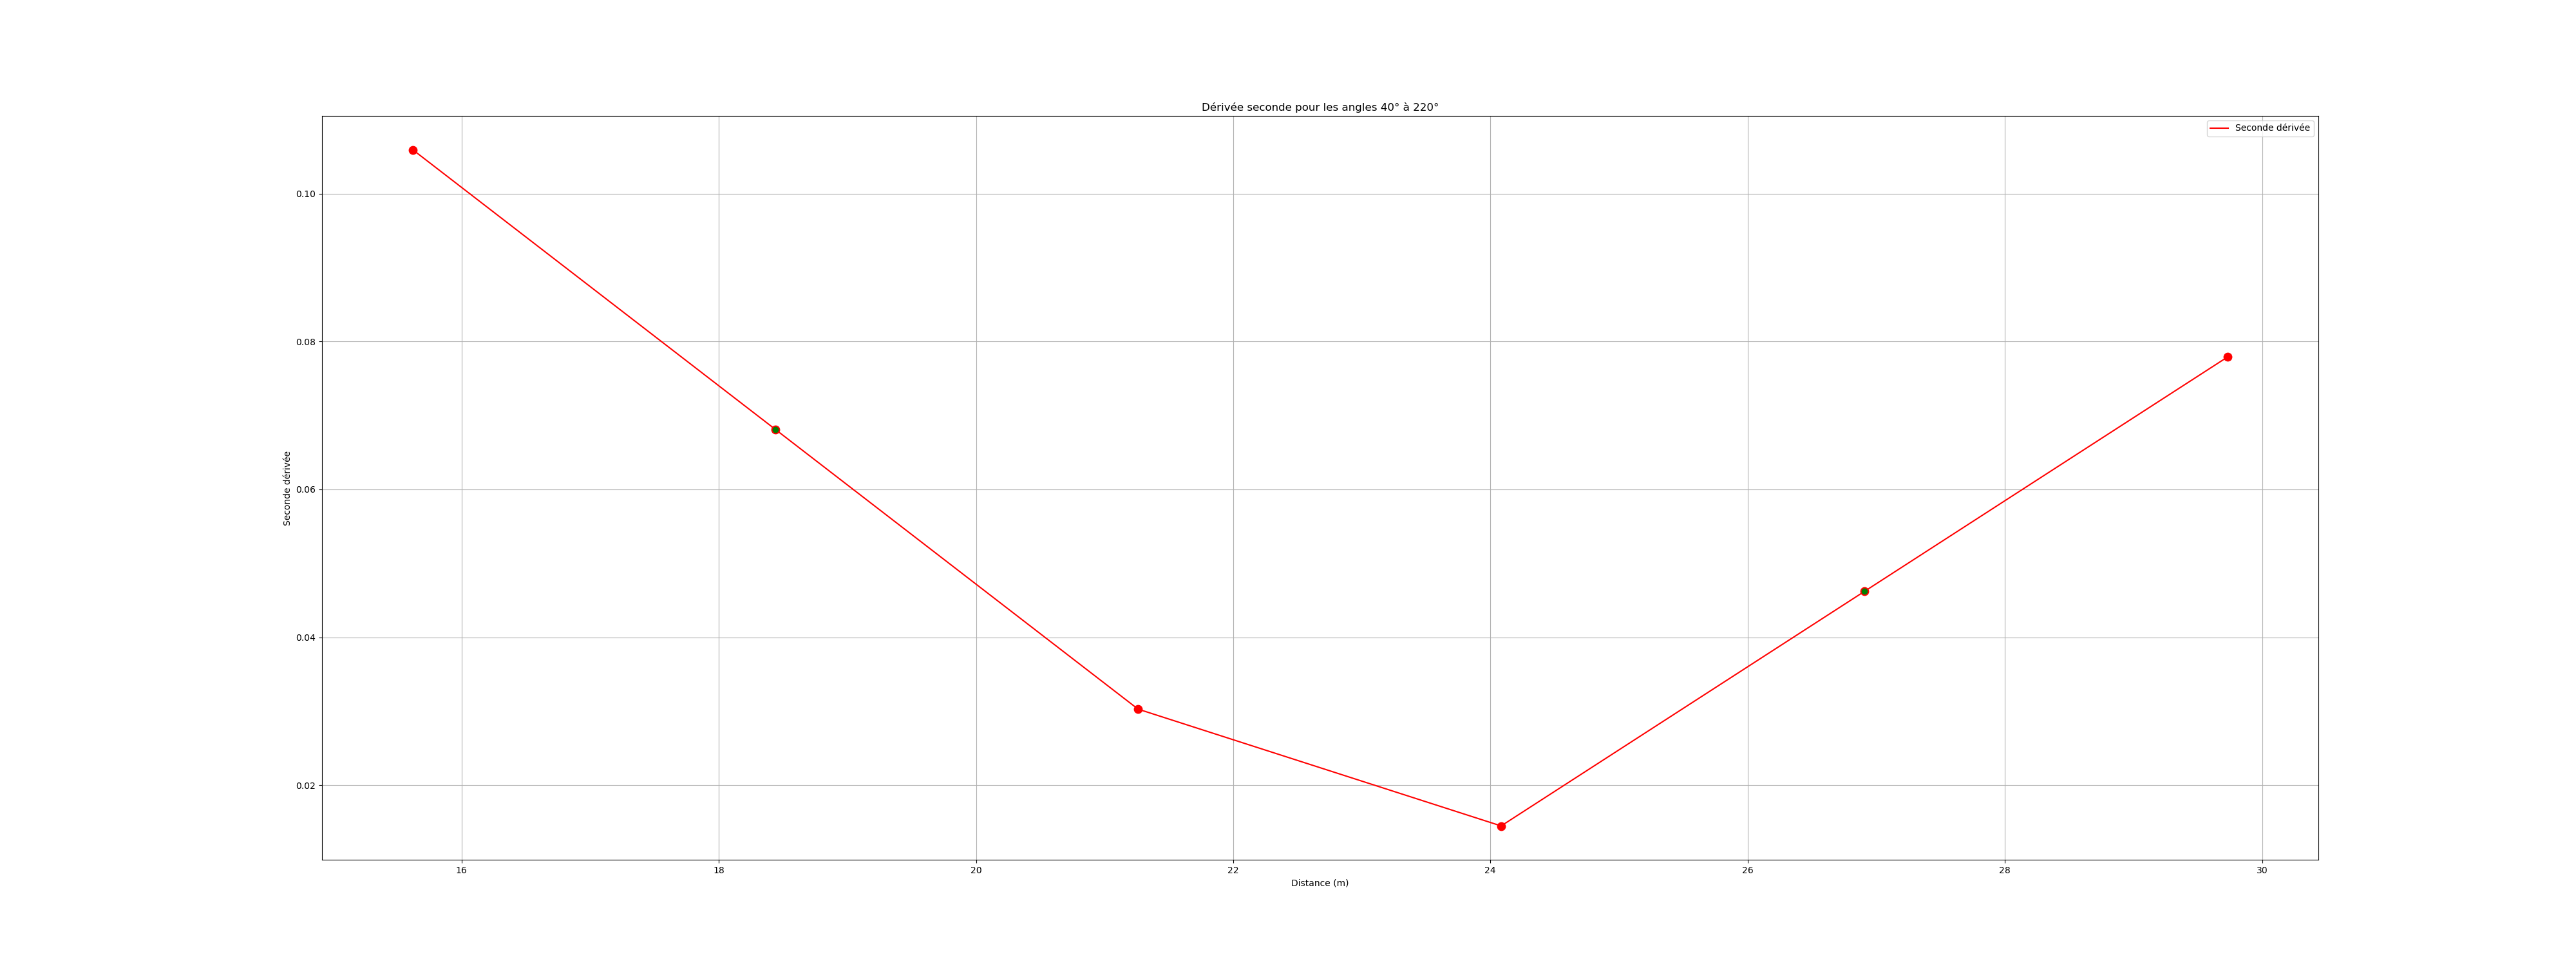 Dérivée seconde pour les angles 40° à 220°
Seconde dérivée
0.10
0.08
0.06
0.04
0.02
Seconde dérivée
16 18 20 22 24 26 28 30
Distance (m)